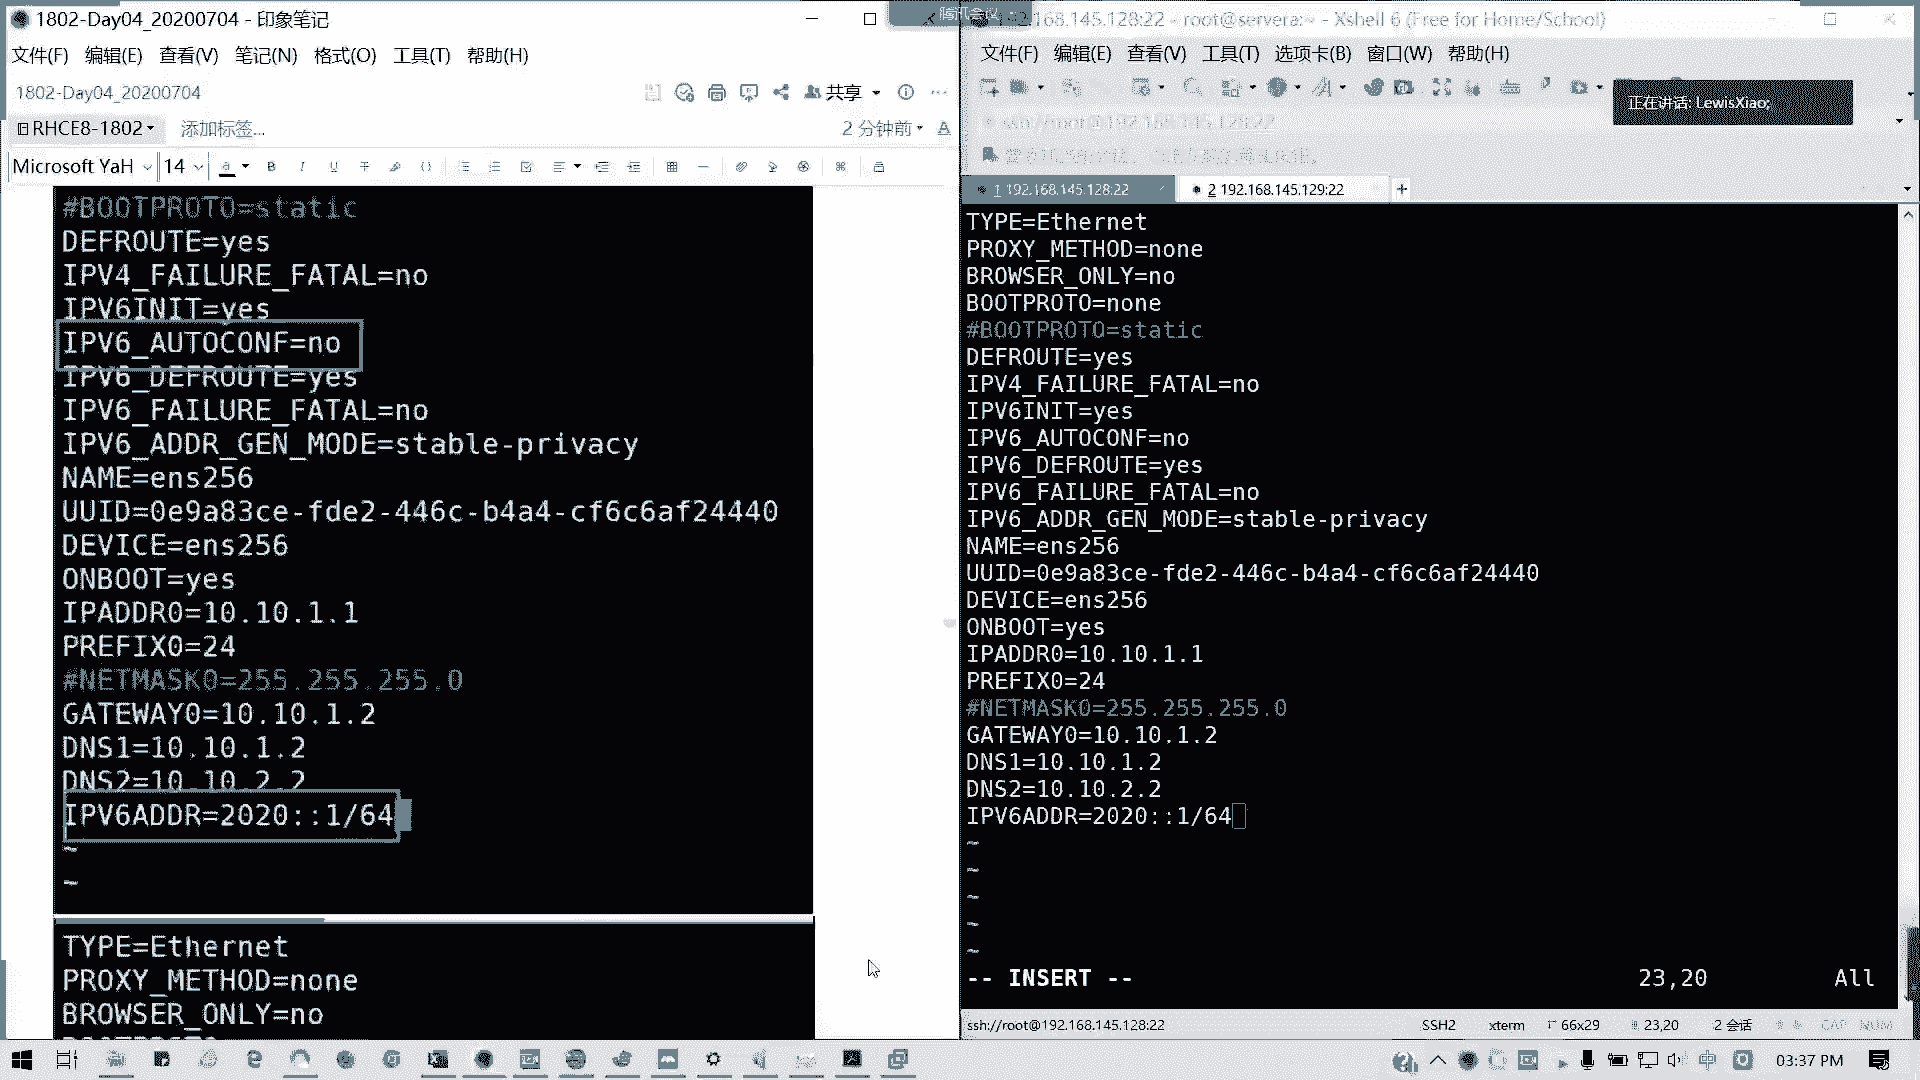 1802-Day04_20200704 - 印象笔记
文件(F) 编辑(E) 查看(V) 笔记(N) 格式(O) 工具(T) 帮助(H)
1802-Day04_20200704
共享
RHCE8-1802
添加标签...
2 分钟前
Microsoft YaH 14
#BOOTPROTO=static
DEFROUTE=yes
IPV4_FAILURE_FATAL=no
IPV6INIT=yes
IPV6_AUTOCONF=no
IPV6_DEFROUTE=yes
IPV6_FAILURE_FATAL=no
IPV6_ADDR_GEN_MODE=stable-privacy
NAME=ens256
UUID=0e9a83ce-fde2-446c-b4a4-cf6c6af24440
DEVICE=ens256
ONBOOT=yes
IPADDR0=10.10.1.1
PREFIX0=24
#NETMASK0=255.255.255.0
GATEWAY0=10.10.1.2
DNS1=10.10.1.2
DNS2=10.10.2.2
IPV6ADDR=2020::1/64
~
~
TYPE=Ethernet
PROXY_METHOD=none
BROWSER_ONLY=no
腾讯会议
192.168.145.128:22 - root@servera:~ - Xshell 6 (Free for Home/School)
文件(F) 编辑(E) 查看(V) 工具(T) 选项卡(B) 窗口(W) 帮助(H)
正在讲话: LewisXiao;
ssh://root@192.168.145.128:22
1 192.168.145.128:22
2 192.168.145.129:22
+
TYPE=Ethernet
PROXY_METHOD=none
BROWSER_ONLY=no
BOOTPROTO=none
#BOOTPROTO=static
DEFROUTE=yes
IPV4_FAILURE_FATAL=no
IPV6INIT=yes
IPV6_AUTOCONF=no
IPV6_DEFROUTE=yes
IPV6_FAILURE_FATAL=no
IPV6_ADDR_GEN_MODE=stable-privacy
NAME=ens256
UUID=0e9a83ce-fde2-446c-b4a4-cf6c6af24440
DEVICE=ens256
ONBOOT=yes
IPADDR0=10.10.1.1
PREFIX0=24
#NETMASK0=255.255.255.0
GATEWAY0=10.10.1.2
DNS1=10.10.1.2
DNS2=10.10.2.2
IPV6ADDR=2020::1/64
~
~
~
~
~
-- INSERT -- 23,20 All
ssh://root@192.168.145.128:22 SSH2 xterm 66x29 23,20 2 会话 CAP NUM
中 03:37 PM